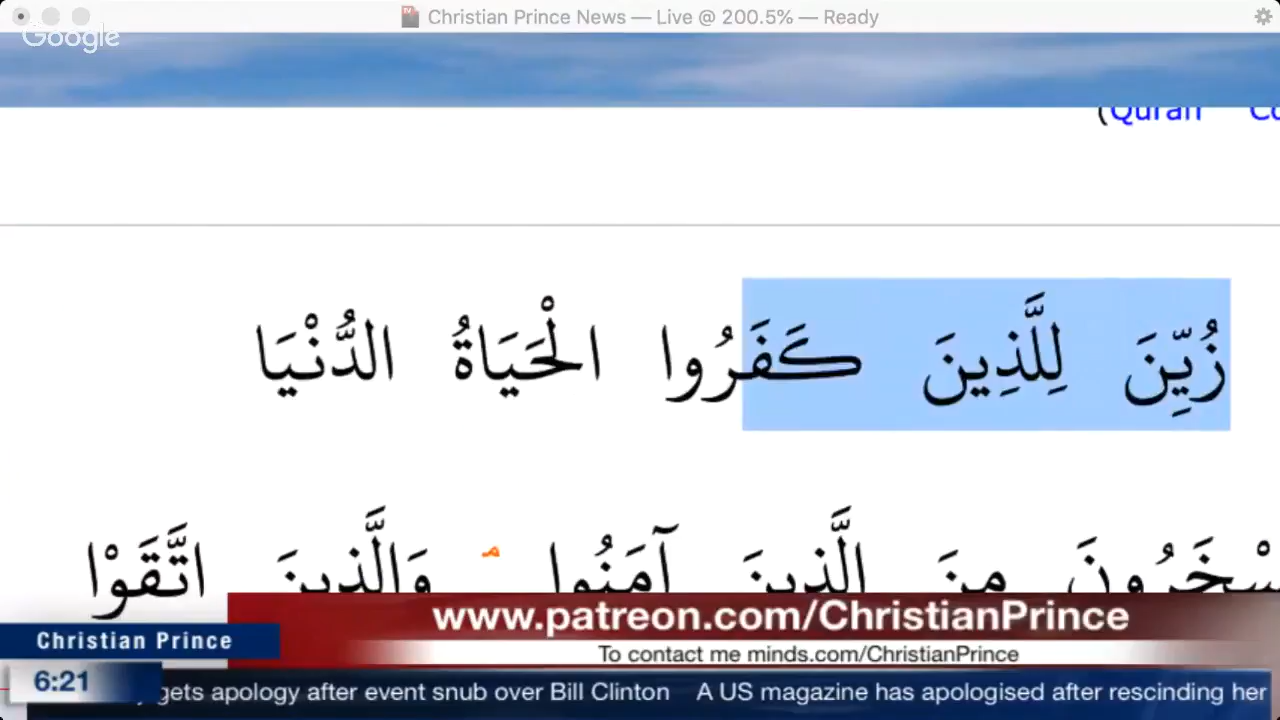 Christian Prince News — Live @ 200.5% — Ready
Google
(Quran
زُيِّنَ لِلَّذِينَ كَفَرُوا الْحَيَاةُ الدُّنْيَا
مِنَ الَّذِينَ آمَنُوا ۘ وَالَّذِينَ اتَّقَوْا
www.patreon.com/ChristianPrince
Christian Prince
To contact me minds.com/ChristianPrince
6:21
gets apology after event snub over Bill Clinton A US magazine has apologised after rescinding her